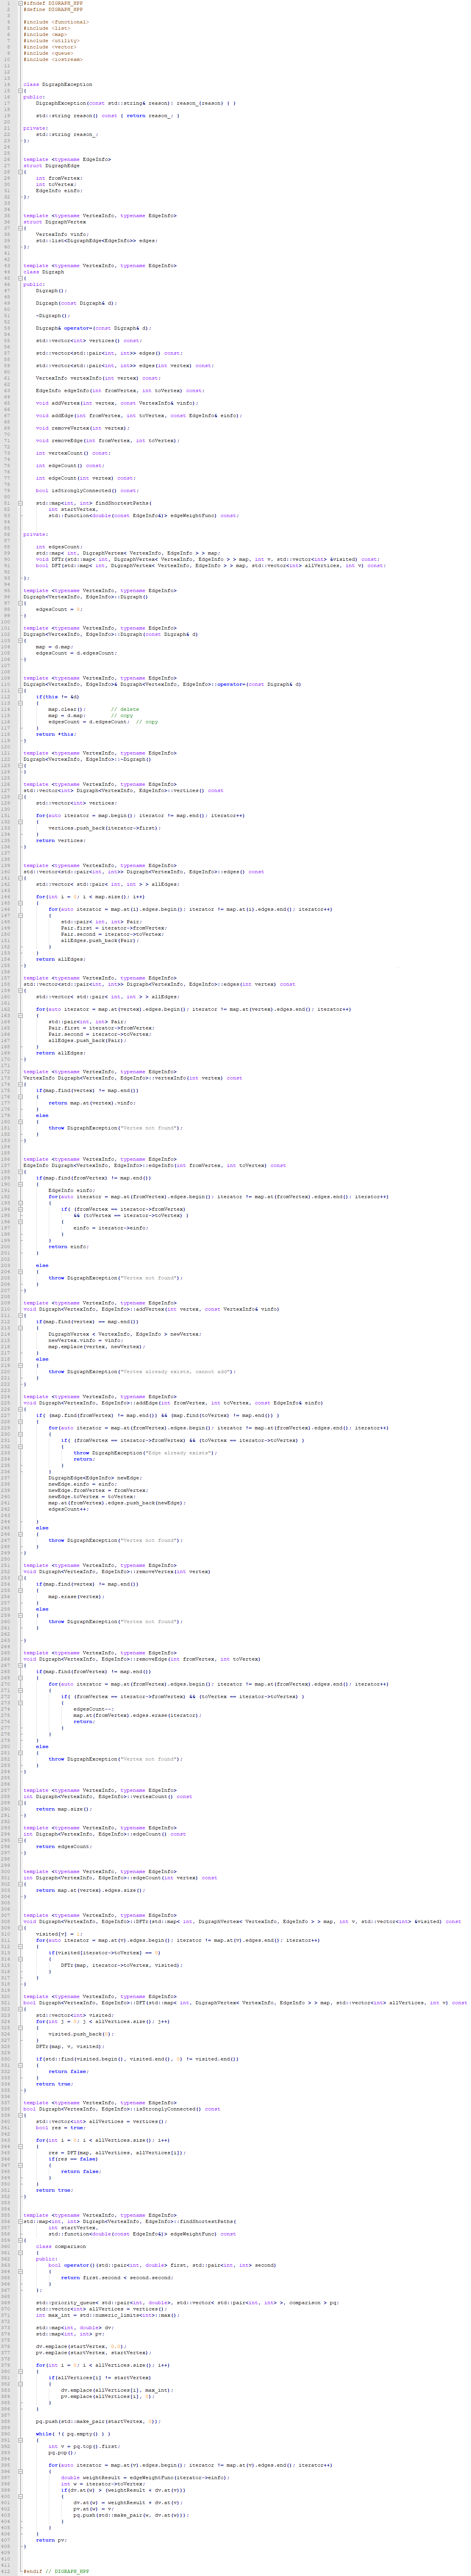 #ifndef DIGRAPH_HPP
#define DIGRAPH_HPP
#include <functional>
#include <list>
#include <map>
#include <utility>
#include <vector>
#include <queue>
#include <iostream>
class DigraphException
{
public:
DigraphException(const std::string& reason): reason_{reason} { }
std::string reason() const { return reason_; }
private:
std::string reason_;
};
template <typename EdgeInfo>
struct DigraphEdge
{
int fromVertex;
int toVertex;
EdgeInfo einfo;
};
template <typename VertexInfo, typename EdgeInfo>
struct DigraphVertex
{
VertexInfo vinfo;
std::list<DigraphEdge<EdgeInfo>> edges;
};
template <typename VertexInfo, typename EdgeInfo>
class Digraph
{
public:
Digraph();
Digraph(const Digraph& d);
~Digraph();
Digraph& operator=(const Digraph& d);
std::vector<int> vertices() const;
std::vector<std::pair<int, int>> edges() const;
std::vector<std::pair<int, int>> edges(int vertex) const;
VertexInfo vertexInfo(int vertex) const;
EdgeInfo edgeInfo(int fromVertex, int toVertex) const;
void addVertex(int vertex, const VertexInfo& vinfo);
void addEdge(int fromVertex, int toVertex, const EdgeInfo& einfo);
void removeVertex(int vertex);
void removeEdge(int fromVertex, int toVertex);
int vertexCount() const;
int edgeCount() const;
int edgeCount(int vertex) const;
bool isStronglyConnected() const;
std::map<int, int> findShortestPaths(
int startVertex,
std::function<double(const EdgeInfo&)> edgeWeightFunc) const;
private:
int edgesCount;
std::map< int, DigraphVertex< VertexInfo, EdgeInfo > > map;
void DFTr(std::map< int, DigraphVertex< VertexInfo, EdgeInfo > > map, int v, std::vector<int> &visited) const;
bool DFT(std::map< int, DigraphVertex< VertexInfo, EdgeInfo > > map, std::vector<int> allVertices, int v) const;
};
template <typename VertexInfo, typename EdgeInfo>
Digraph<VertexInfo, EdgeInfo>::Digraph()
{
edgesCount = 0;
}
template <typename VertexInfo, typename EdgeInfo>
Digraph<VertexInfo, EdgeInfo>::Digraph(const Digraph& d)
{
map = d.map;
edgesCount = d.edgesCount;
}
template <typename VertexInfo, typename EdgeInfo>
Digraph<VertexInfo, EdgeInfo>& Digraph<VertexInfo, EdgeInfo>::operator=(const Digraph& d)
{
if(this != &d)
{
map.clear(); // delete
map = d.map; // copy
edgesCount = d.edgesCount; // copy
}
return *this;
}
template <typename VertexInfo, typename EdgeInfo>
Digraph<VertexInfo, EdgeInfo>::~Digraph()
{
}
template <typename VertexInfo, typename EdgeInfo>
std::vector<int> Digraph<VertexInfo, EdgeInfo>::vertices() const
{
std::vector<int> vertices;
for(auto iterator = map.begin(); iterator != map.end(); iterator++)
{
vertices.push_back(iterator->first);
}
return vertices;
}
template <typename VertexInfo, typename EdgeInfo>
std::vector<std::pair<int, int>> Digraph<VertexInfo, EdgeInfo>::edges() const
{
std::vector< std::pair< int, int > > allEdges;
for(int i = 0; i < map.size(); i++)
{
for(auto iterator = map.at(i).edges.begin(); iterator != map.at(i).edges.end(); iterator++)
{
std::pair< int, int> Pair;
Pair.first = iterator->fromVertex;
Pair.second = iterator->toVertex;
allEdges.push_back(Pair);
}
}
return allEdges;
}
template <typename VertexInfo, typename EdgeInfo>
std::vector<std::pair<int, int>> Digraph<VertexInfo, EdgeInfo>::edges(int vertex) const
{
std::vector< std::pair< int, int > > allEdges;
for(auto iterator = map.at(vertex).edges.begin(); iterator != map.at(vertex).edges.end(); iterator++)
{
std::pair<int, int> Pair;
Pair.first = iterator->fromVertex;
Pair.second = iterator->toVertex;
allEdges.push_back(Pair);
}
return allEdges;
}
template <typename VertexInfo, typename EdgeInfo>
VertexInfo Digraph<VertexInfo, EdgeInfo>::vertexInfo(int vertex) const
{
if(map.find(vertex) != map.end())
{
return map.at(vertex).vinfo;
}
else
{
throw DigraphException("Vertex not found");
}
}
template <typename VertexInfo, typename EdgeInfo>
EdgeInfo Digraph<VertexInfo, EdgeInfo>::edgeInfo(int fromVertex, int toVertex) const
{
if(map.find(fromVertex) != map.end())
{
EdgeInfo einfo;
for(auto iterator = map.at(fromVertex).edges.begin(); iterator != map.at(fromVertex).edges.end(); iterator++)
{
if( (fromVertex == iterator->fromVertex)
&& (toVertex == iterator->toVertex) )
{
einfo = iterator->einfo;
}
}
return einfo;
}
else
{
throw DigraphException("Vertex not found");
}
}
template <typename VertexInfo, typename EdgeInfo>
void Digraph<VertexInfo, EdgeInfo>::addVertex(int vertex, const VertexInfo& vinfo)
{
if(map.find(vertex) == map.end())
{
DigraphVertex < VertexInfo, EdgeInfo > newVertex;
newVertex.vinfo = vinfo;
map.emplace(vertex, newVertex);
}
else
{
throw DigraphException("Vertex already exists, cannot add");
}
}
template <typename VertexInfo, typename EdgeInfo>
void Digraph<VertexInfo, EdgeInfo>::addEdge(int fromVertex, int toVertex, const EdgeInfo& einfo)
{
if( (map.find(fromVertex) != map.end()) && (map.find(toVertex) != map.end()) )
{
for(auto iterator = map.at(fromVertex).edges.begin(); iterator != map.at(fromVertex).edges.end(); iterator++)
{
if( (fromVertex == iterator->fromVertex) && (toVertex == iterator->toVertex) )
{
throw DigraphException("Edge already exists");
return;
}
}
DigraphEdge<EdgeInfo> newEdge;
newEdge.einfo = einfo;
newEdge.fromVertex = fromVertex;
newEdge.toVertex = toVertex;
map.at(fromVertex).edges.push_back(newEdge);
edgesCount++;
}
else
{
throw DigraphException("Vertex not found");
}
}
template <typename VertexInfo, typename EdgeInfo>
void Digraph<VertexInfo, EdgeInfo>::removeVertex(int vertex)
{
if(map.find(vertex) != map.end())
{
map.erase(vertex);
}
else
{
throw DigraphException("Vertex not found");
}
}
template <typename VertexInfo, typename EdgeInfo>
void Digraph<VertexInfo, EdgeInfo>::removeEdge(int fromVertex, int toVertex)
{
if(map.find(fromVertex) != map.end())
{
for(auto iterator = map.at(fromVertex).edges.begin(); iterator != map.at(fromVertex).edges.end(); iterator++)
{
if( (fromVertex == iterator->fromVertex) && (toVertex == iterator->toVertex) )
{
edgesCount--;
map.at(fromVertex).edges.erase(iterator);
return;
}
}
}
else
{
throw DigraphException("Vertex not found");
}
}
template <typename VertexInfo, typename EdgeInfo>
int Digraph<VertexInfo, EdgeInfo>::vertexCount() const
{
return map.size();
}
template <typename VertexInfo, typename EdgeInfo>
int Digraph<VertexInfo, EdgeInfo>::edgeCount() const
{
return edgesCount;
}
template <typename VertexInfo, typename EdgeInfo>
int Digraph<VertexInfo, EdgeInfo>::edgeCount(int vertex) const
{
return map.at(vertex).edges.size();
}
template <typename VertexInfo, typename EdgeInfo>
void Digraph<VertexInfo, EdgeInfo>::DFTr(std::map< int, DigraphVertex< VertexInfo, EdgeInfo > > map, int v, std::vector<int> &visited) const
{
visited[v] = 1;
for(auto iterator = map.at(v).edges.begin(); iterator != map.at(v).edges.end(); iterator++)
{
if(visited[iterator->toVertex] == 0)
{
DFTr(map, iterator->toVertex, visited);
}
}
}
template <typename VertexInfo, typename EdgeInfo>
bool Digraph<VertexInfo, EdgeInfo>::DFT(std::map< int, DigraphVertex< VertexInfo, EdgeInfo > > map, std::vector<int> allVertices, int v) const
{
std::vector<int> visited;
for(int j = 0; j < allVertices.size(); j++)
{
visited.push_back(0);
}
DFTr(map, v, visited);
if(std::find(visited.begin(), visited.end(), 0) != visited.end())
{
return false;
}
return true;
}
template <typename VertexInfo, typename EdgeInfo>
bool Digraph<VertexInfo, EdgeInfo>::isStronglyConnected() const
{
std::vector<int> allVertices = vertices();
bool res = true;
for(int i = 0; i < allVertices.size(); i++)
{
res = DFT(map, allVertices, allVertices[i]);
if(res == false)
{
return false;
}
}
return true;
}
template <typename VertexInfo, typename EdgeInfo>
std::map<int, int> Digraph<VertexInfo, EdgeInfo>::findShortestPaths(
int startVertex,
std::function<double(const EdgeInfo&)> edgeWeightFunc) const
{
class comparison
{
public:
bool operator()(std::pair<int, double> first, std::pair<int, int> second)
{
return first.second < second.second;
}
};
std::priority_queue< std::pair<int, double>, std::vector< std::pair<int, int> >, comparison > pq;
std::vector<int> allVertices = vertices();
int max_int = std::numeric_limits<int>::max();
std::map<int, double> dv;
std::map<int, int> pv;
dv.emplace(startVertex, 0.0);
pv.emplace(startVertex, startVertex);
for(int i = 0; i < allVertices.size(); i++)
{
if(allVertices[i] != startVertex)
{
dv.emplace(allVertices[i], max_int);
pv.emplace(allVertices[i], 0);
}
}
pq.push(std::make_pair(startVertex, 0));
while( !( pq.empty() ) )
{
int v = pq.top().first;
pq.pop();
for(auto iterator = map.at(v).edges.begin(); iterator != map.at(v).edges.end(); iterator++)
{
double weightResult = edgeWeightFunc(iterator->einfo);
int w = iterator->toVertex;
if(dv.at(w) > (weightResult + dv.at(v)))
{
dv.at(w) = weightResult + dv.at(v);
pv.at(w) = v;
pq.push(std::make_pair(w, dv.at(w)));
}
}
}
return pv;
}
#endif // DIGRAPH_HPP